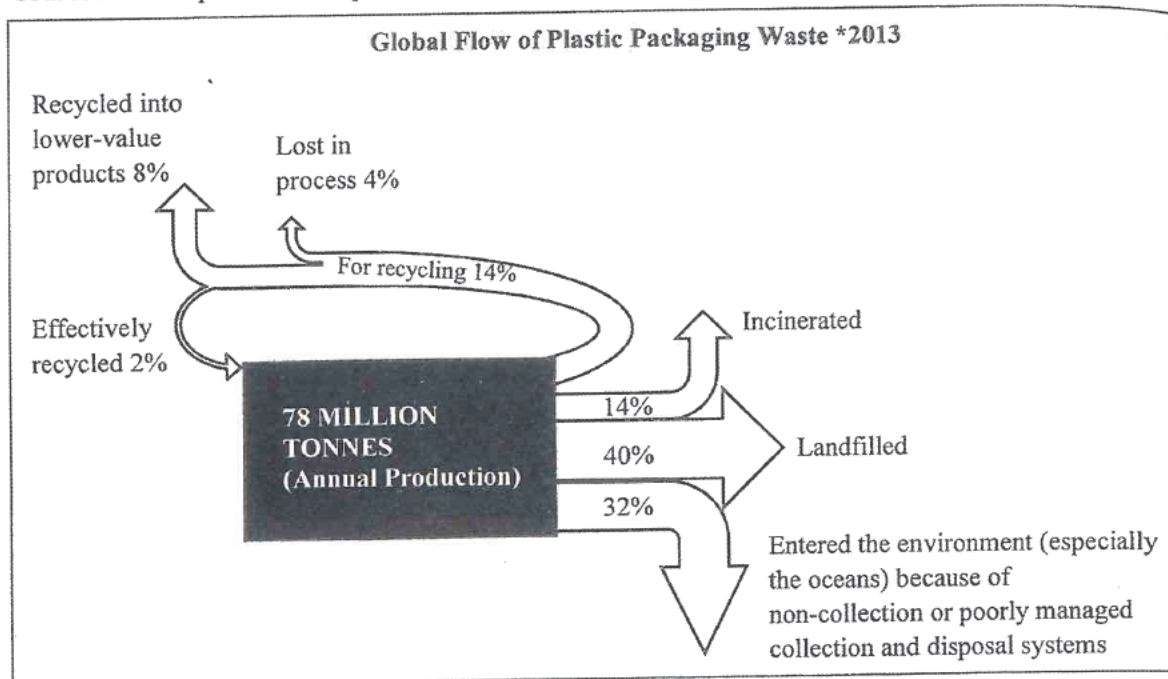 Global Flow of Plastic Packaging Waste *2013
Recycled into
lower-value
products 8%
Lost in
process 4%
For recycling 14%
Effectively
recycled 2%
Incinerated
78 MİLLION
TONNES
(Annual Production)
14%
40%
32%
Landfilled
Entered the environment (especially
the oceans) because of
non-collection or poorly managed
collection and disposal systems